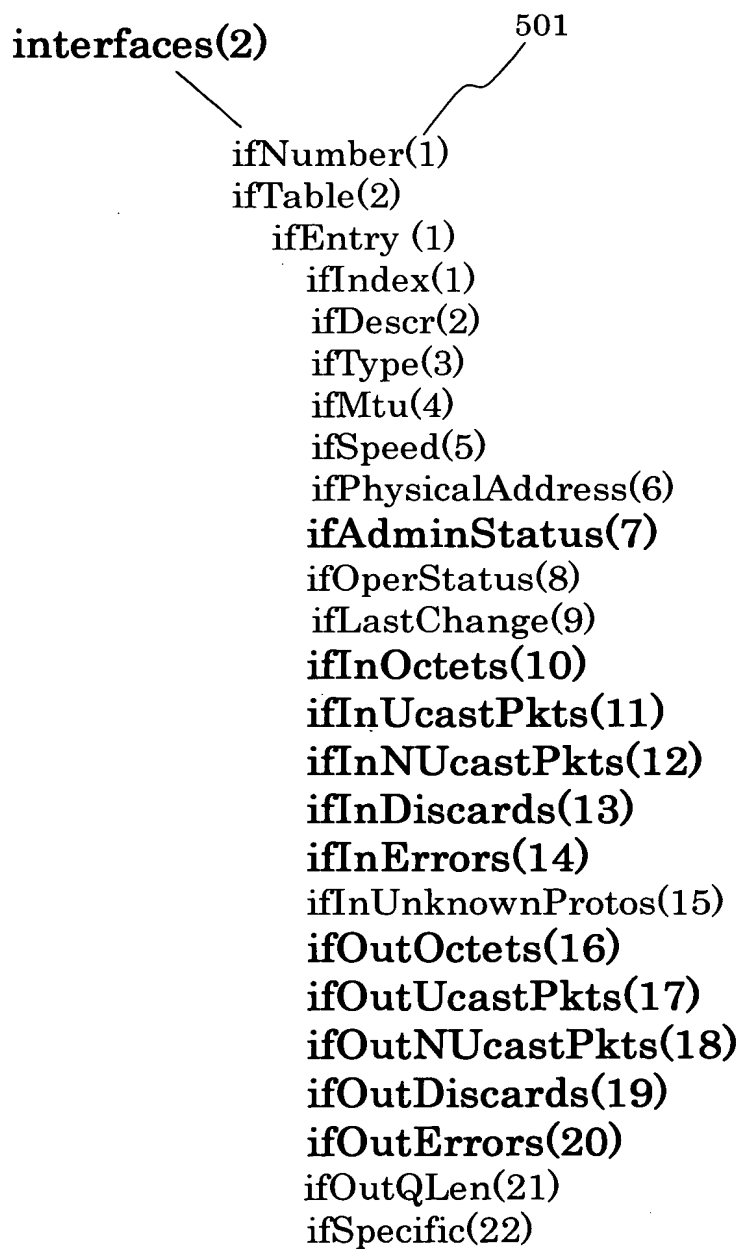 501
interfaces(2)
ifNumber(1)
ifTable(2)
ifEntry (1)
ifIndex(1)
ifDescr(2)
ifType(3)
ifMtu(4)
ifSpeed(5)
ifPhysicalAddress(6)
ifAdminStatus(7)
ifOperStatus(8)
ifLastChange(9)
ifInOctets(10)
ifInUcastPkts(11)
ifInNUcastPkts(12)
ifInDiscards(13)
ifInErrors(14)
ifInUnknownProtos(15)
ifOutOctets(16)
ifOutUcastPkts(17)
ifOutNUcastPkts(18)
ifOutDiscards(19)
ifOutErrors(20)
ifOutQLen(21)
ifSpecific(22)